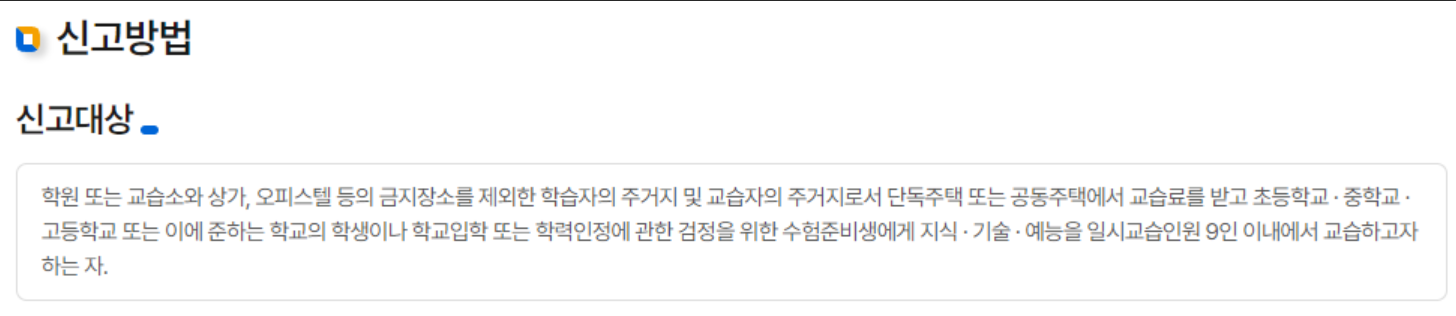 신고방법
신고대상
학원 또는 교습소와 상가, 오피스텔 등의 금지장소를 제외한 학습자의 주거지 및 교습자의 주거지로서 단독주택 또는 공동주택에서 교습료를 받고 초등학교 · 중학교 ·
고등학교 또는 이에 준하는 학교의 학생이나 학교입학 또는 학력인정에 관한 검정을 위한 수험준비생에게 지식 · 기술 · 예능을 일시교습인원 9인 이내에서 교습하고자
하는 자.